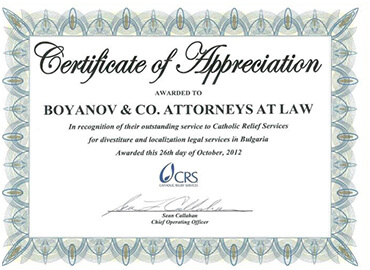 Certificate of Appreciation
AWARDED TO
BOYANOV & CO. ATTORNEYS AT LAW
In recognition of their outstanding service to Catholic Relief Services
for divestiture and localization legal services in Bulgaria
Awarded this 26th day of October, 2012
CRS
CATHOLIC RELIEF SERVICES
Sean Callahan
Chief Operating Officer